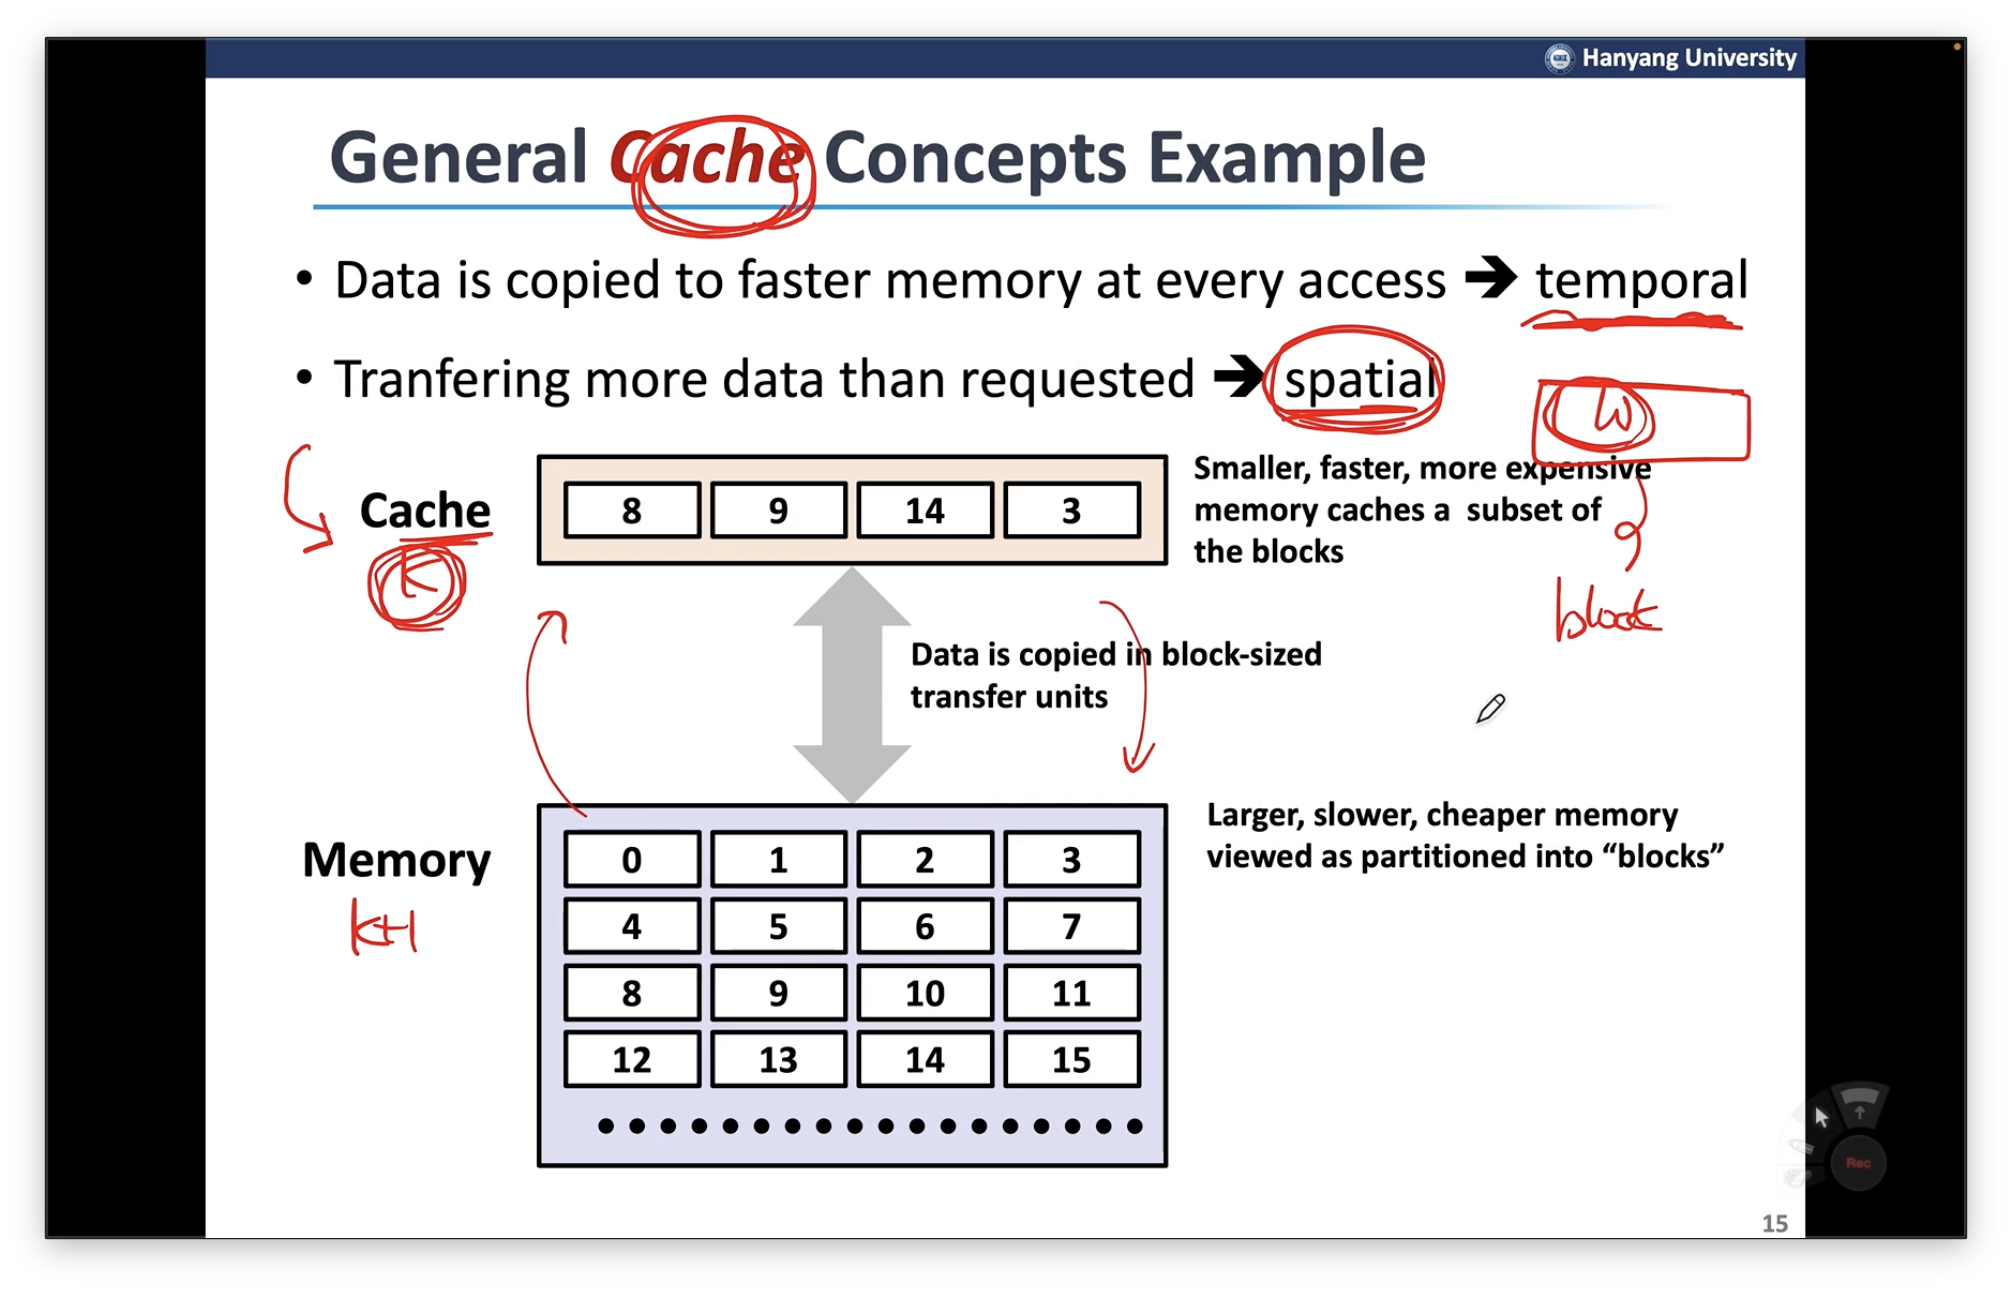 Hanyang University
General Cache Concepts Example
• Data is copied to faster memory at every access ➔ temporal
• Tranfering more data than requested ➔ spatial
W
block
Cache
K
8 9 14 3
Smaller, faster, more expensive
memory caches a subset of
the blocks
Data is copied in block-sized
transfer units
Memory
K+1
0 1 2 3
4 5 6 7
8 9 10 11
12 13 14 15
Larger, slower, cheaper memory
viewed as partitioned into “blocks”
Rec
15